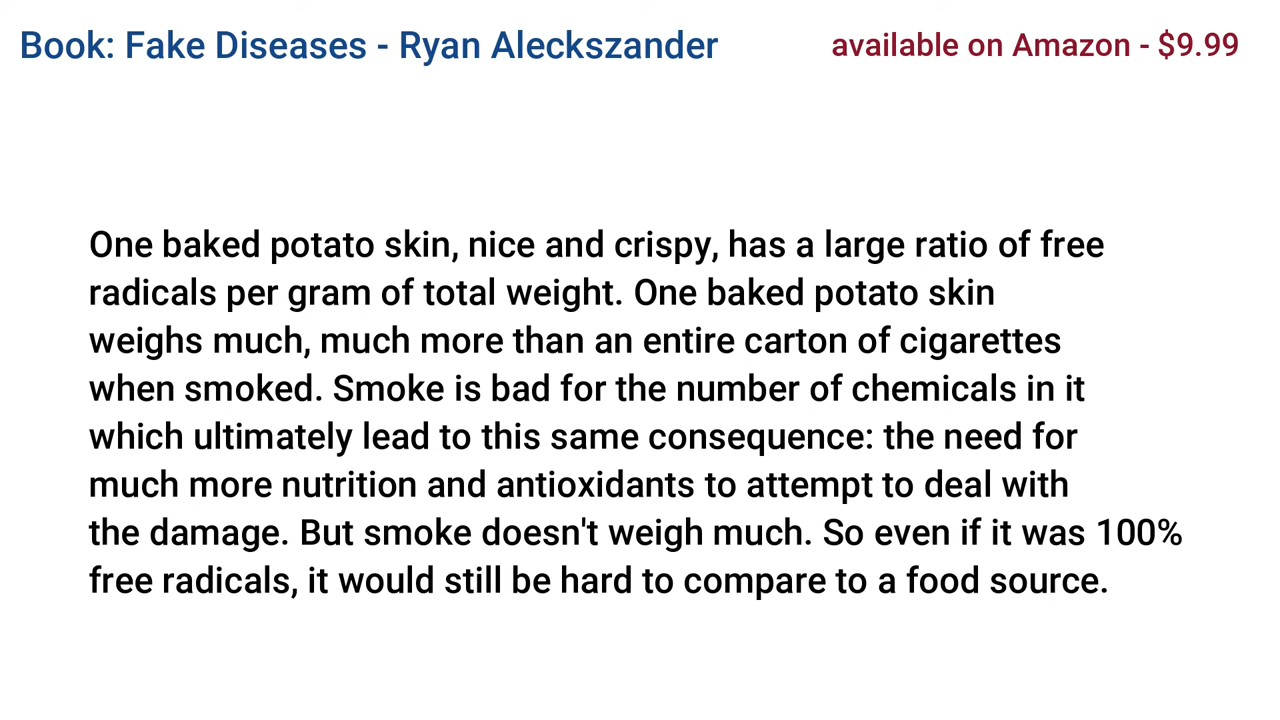 Book: Fake Diseases - Ryan Aleckszander
available on Amazon - $9.99
One baked potato skin, nice and crispy, has a large ratio of free
radicals per gram of total weight. One baked potato skin
weighs much, much more than an entire carton of cigarettes
when smoked. Smoke is bad for the number of chemicals in it
which ultimately lead to this same consequence: the need for
much more nutrition and antioxidants to attempt to deal with
the damage. But smoke doesn't weigh much. So even if it was 100%
free radicals, it would still be hard to compare to a food source.